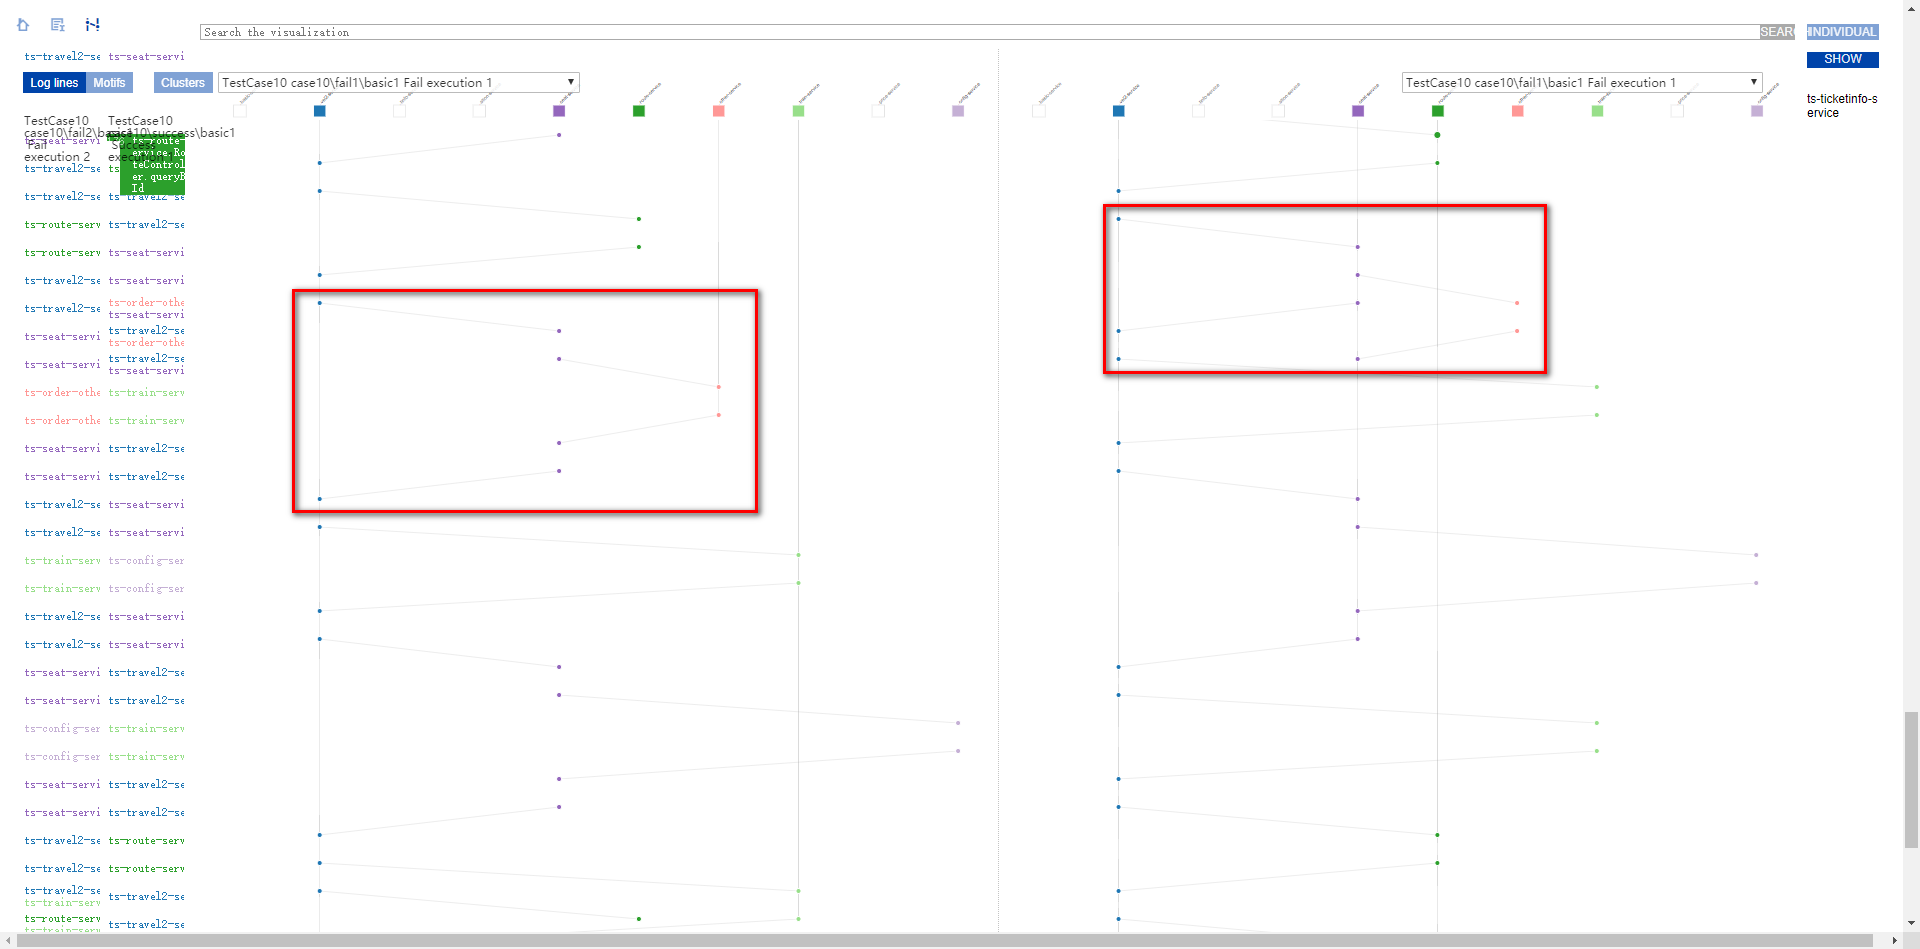 Search the visualization
SEARC
INDIVIDUAL
SHOW
ts-travel2-se ts-seat-servi
Log lines
Motifs
Clusters
TestCase10 case10\fail1\basic1 Fail execution 1
TestCase10 case10\fail1\basic1 Fail execution 1
ts-ticketinfo-s
ervice
TestCase10 TestCase10
case10\fail2\basic1 case10\success\basic1
Fail Success
execution 2 execution 1
ts-route-
ervice.Ro
teControl
er.queryB
Id
ts-seat-servi
ts-travel2-se
ts-travel2-se ts-travel2-se
ts-route-serv ts-travel2-se
ts-route-serv ts-seat-servi
ts-travel2-se ts-seat-servi
ts-order-othe
ts-travel2-se
ts-seat-servi
ts-travel2-se
ts-seat-servi
ts-order-othe
ts-travel2-se
ts-seat-servi
ts-seat-servi
ts-order-othe ts-train-serv
ts-order-othe ts-train-serv
ts-seat-servi ts-travel2-se
ts-seat-servi ts-travel2-se
ts-travel2-se ts-seat-servi
ts-travel2-se ts-seat-servi
ts-train-serv ts-config-ser
ts-train-serv ts-config-ser
ts-travel2-se ts-seat-servi
ts-travel2-se ts-seat-servi
ts-seat-servi ts-travel2-se
ts-seat-servi ts-travel2-se
ts-config-ser ts-train-serv
ts-config-ser ts-train-serv
ts-seat-servi ts-travel2-se
ts-seat-servi ts-travel2-se
ts-travel2-se ts-route-serv
ts-travel2-se ts-route-serv
ts-travel2-se
ts-travel2-se
ts-train-serv
ts-route-serv
ts-travel2-se
ts-train-serv